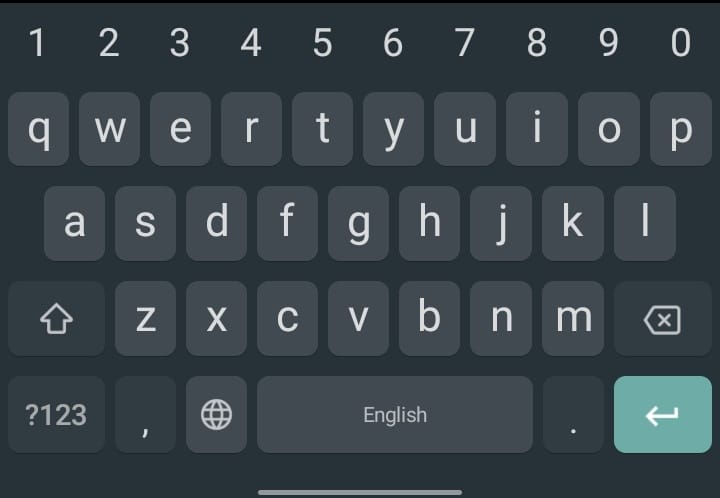 1 2 3 4 5 6 7 8 9 0
q w e r t y u i o p
a s d f g h j k l
z x c v b n m
?123 , English .